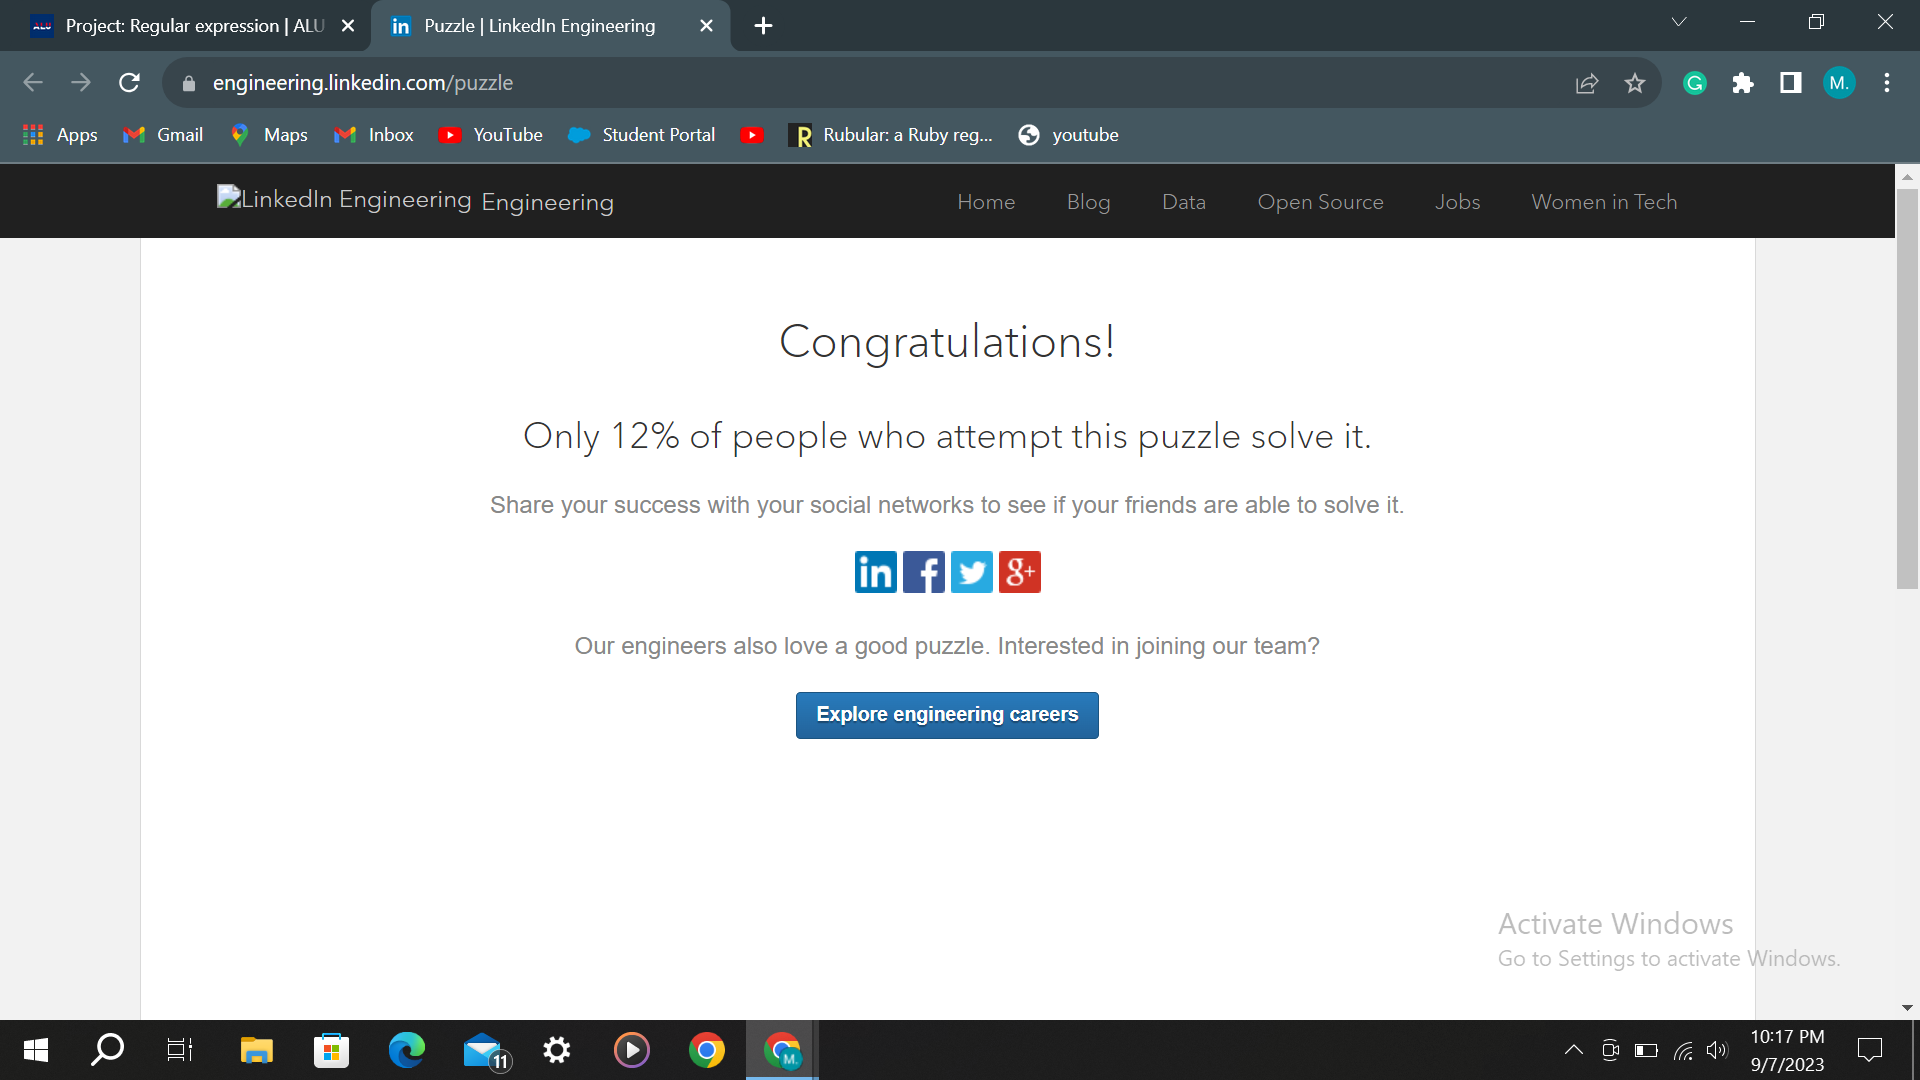 Project: Regular expression | ALU
Puzzle | LinkedIn Engineering
engineering.linkedin.com/puzzle
G
M.
Apps
Gmail
Maps
Inbox
YouTube
Student Portal
Rubular: a Ruby reg...
youtube
LinkedIn Engineering Engineering
Home
Blog
Data
Open Source
Jobs
Women in Tech
Congratulations!
Only 12% of people who attempt this puzzle solve it.
Share your success with your social networks to see if your friends are able to solve it.
in f g+
Our engineers also love a good puzzle. Interested in joining our team?
Explore engineering careers
Activate Windows
Go to Settings to activate Windows.
11
M.
10:17 PM
9/7/2023